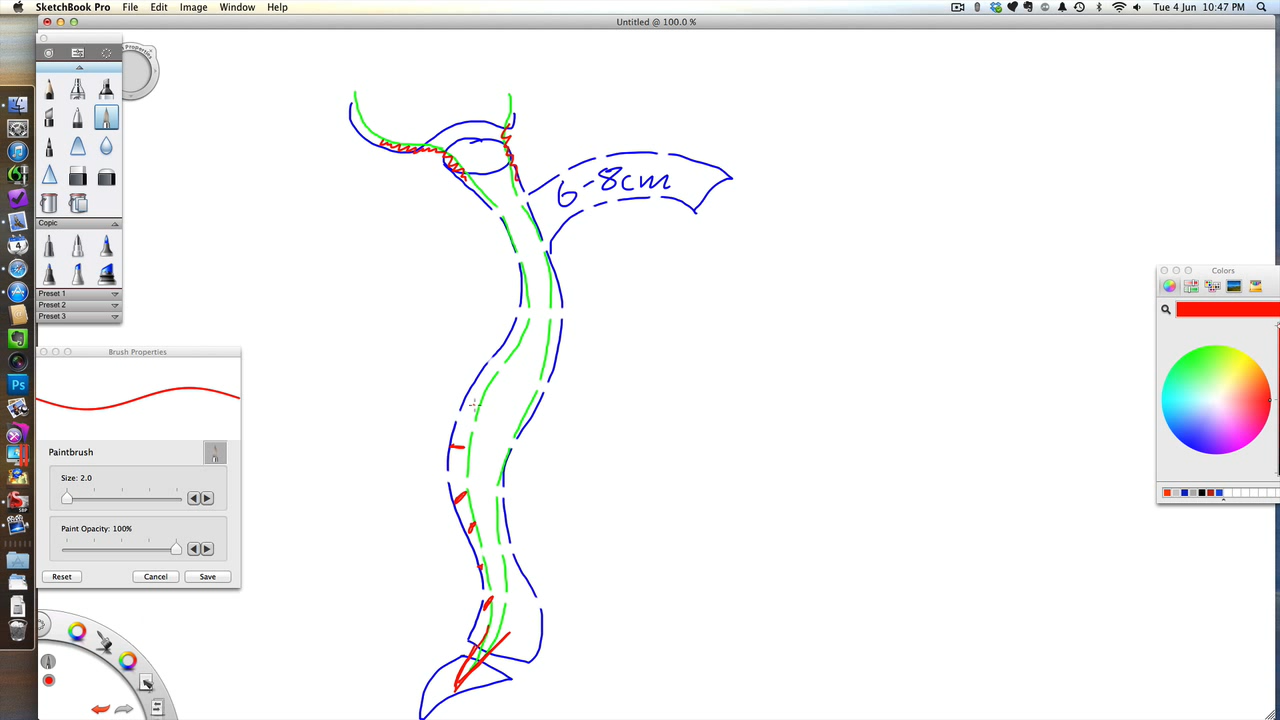 SketchBook Pro File Edit Image Window Help Tue 4 Jun 10:47 PM
Untitled @ 100.0 %
6-8cm
Copic
Preset 1
Preset 2
Preset 3
Colors
Brush Properties
Paintbrush
Size: 2.0
Paint Opacity: 100%
Reset Cancel Save